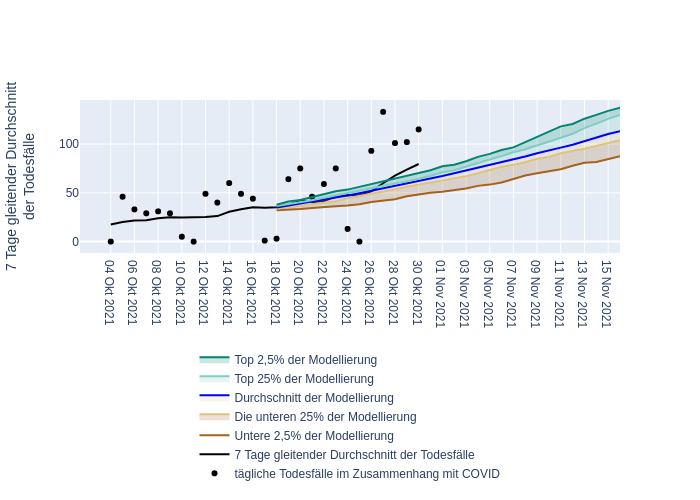 7 Tage gleitender Durchschnitt
der Todesfälle
100
50
0
04 Okt 2021
06 Okt 2021
08 Okt 2021
10 Okt 2021
12 Okt 2021
14 Okt 2021
16 Okt 2021
18 Okt 2021
20 Okt 2021
22 Okt 2021
24 Okt 2021
26 Okt 2021
28 Okt 2021
30 Okt 2021
01 Nov 2021
03 Nov 2021
05 Nov 2021
07 Nov 2021
09 Nov 2021
11 Nov 2021
13 Nov 2021
15 Nov 2021
Top 2,5% der Modellierung
Top 25% der Modellierung
Durchschnitt der Modellierung
Die unteren 25% der Modellierung
Untere 2,5% der Modellierung
7 Tage gleitender Durchschnitt der Todesfälle
tägliche Todesfälle im Zusammenhang mit COVID